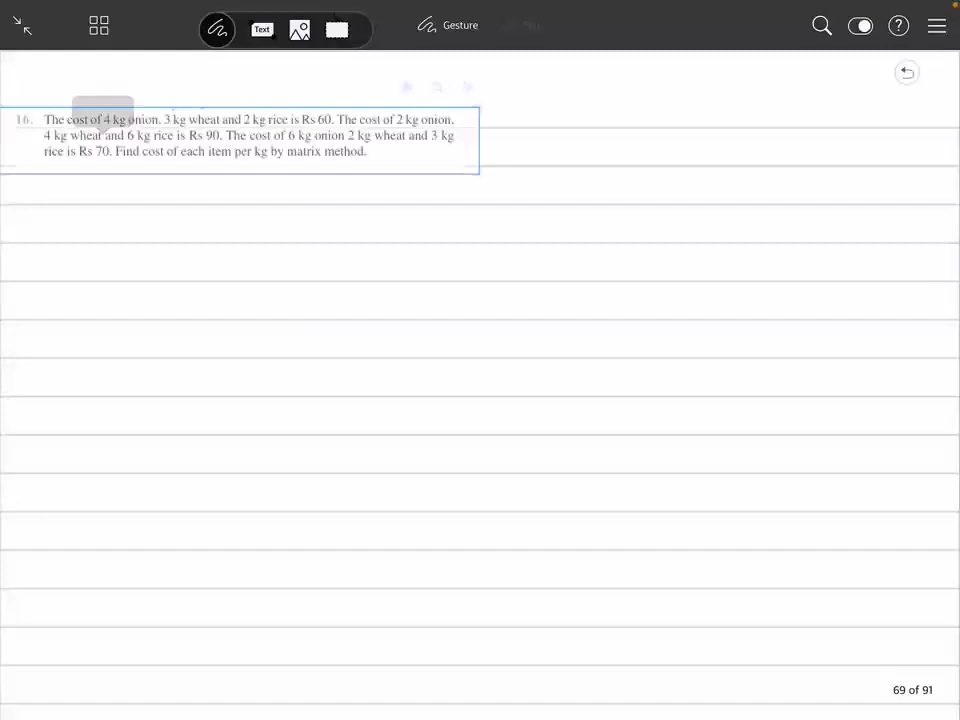 Text
Gesture
16. The cost of 4 kg onion, 3 kg wheat and 2 kg rice is Rs 60. The cost of 2 kg onion,
4 kg wheat and 6 kg rice is Rs 90. The cost of 6 kg onion 2 kg wheat and 3 kg
rice is Rs 70. Find cost of each item per kg by matrix method.
69 of 91